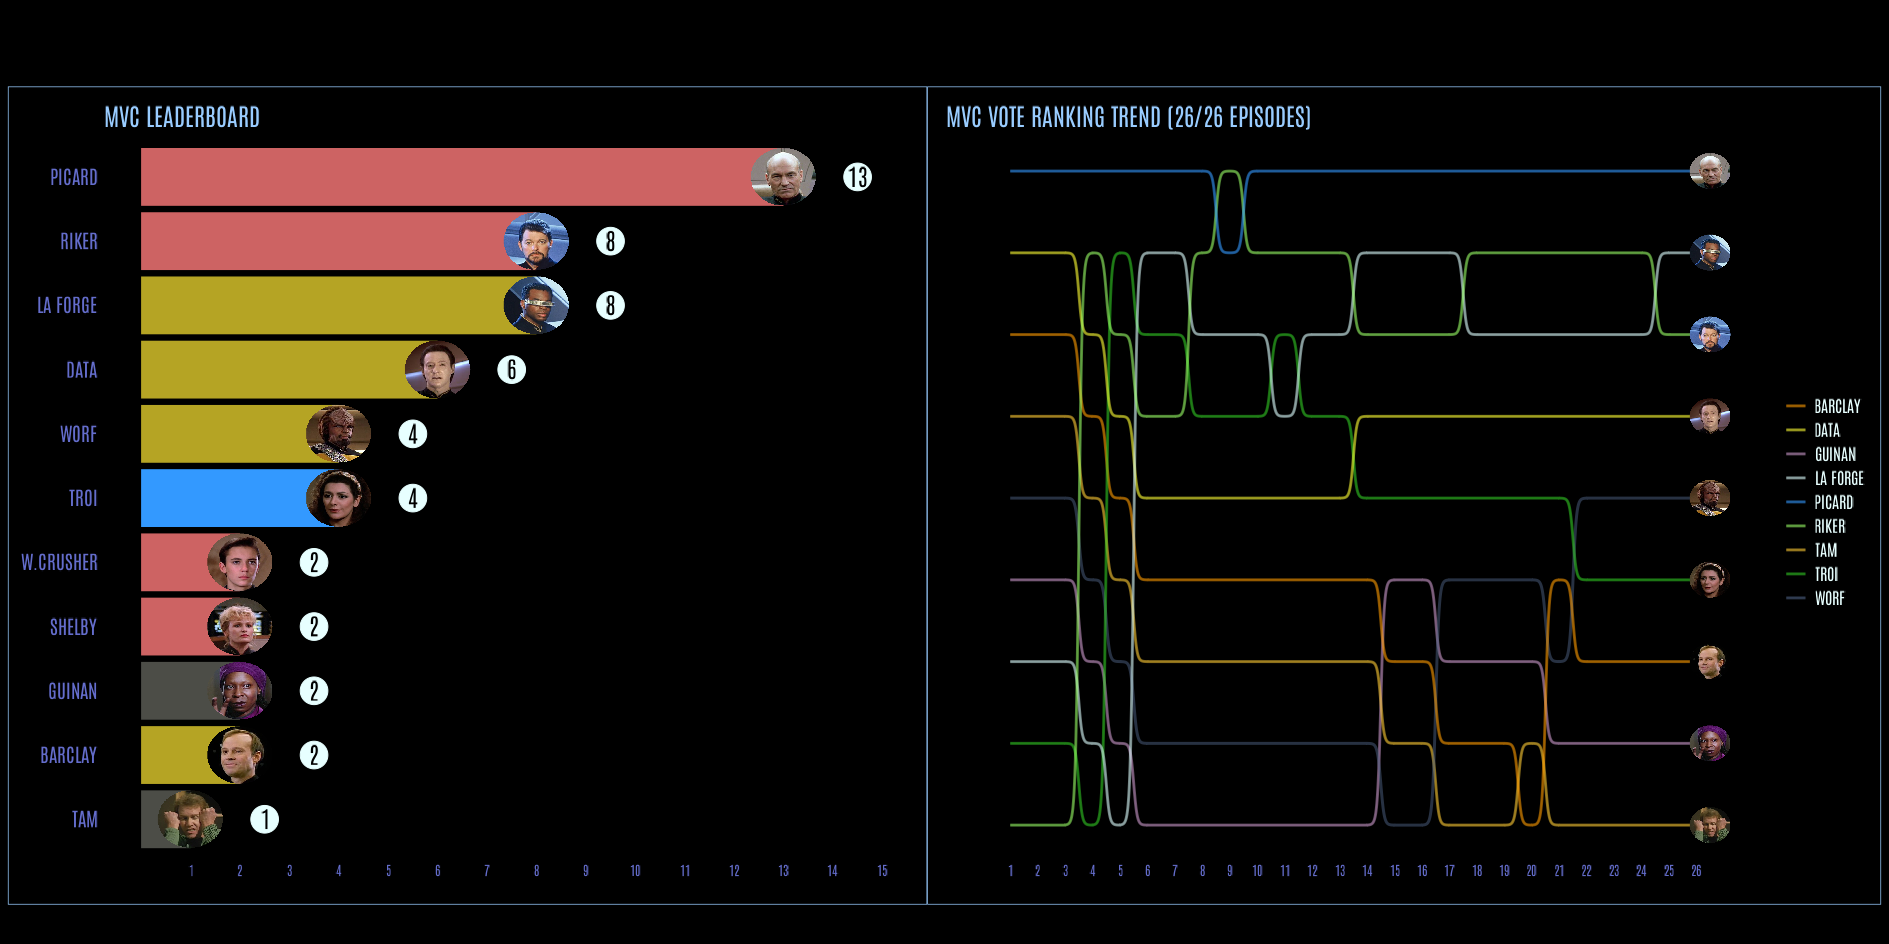 MVC LEADERBOARD
PICARD
13
RIKER
8
LA FORGE
8
DATA
6
WORF
4
TROI
4
W.CRUSHER
2
SHELBY
2
GUINAN
2
BARCLAY
2
TAM
1
1 2 3 4 5 6 7 8 9 10 11 12 13 14 15
MVC VOTE RANKING TREND (26/26 EPISODES)
BARCLAY
DATA
GUINAN
LA FORGE
PICARD
RIKER
TAM
TROI
WORF
1 2 3 4 5 6 7 8 9 10 11 12 13 14 15 16 17 18 19 20 21 22 23 24 25 26